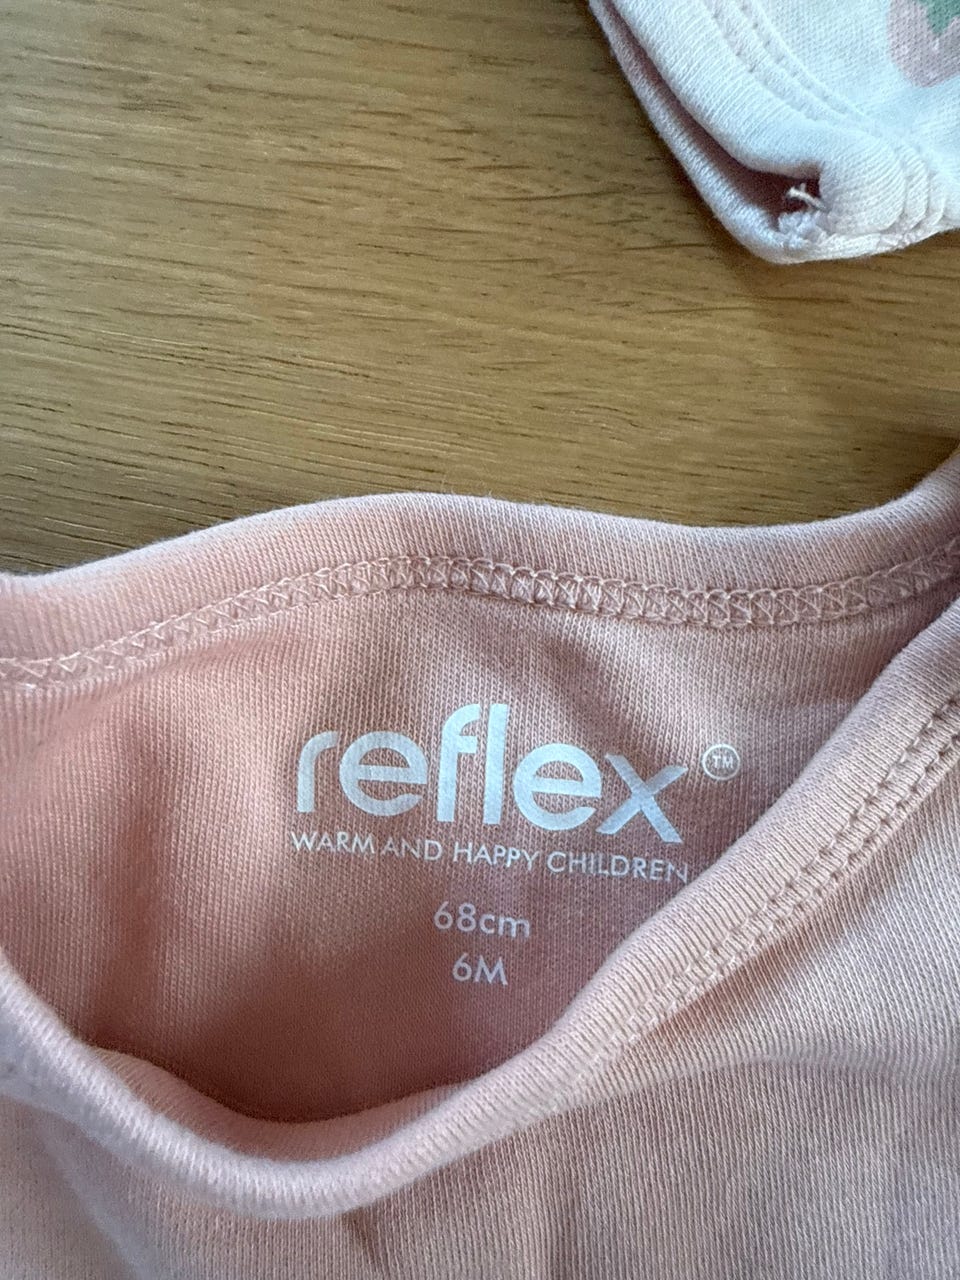 reflex™
WARM AND HAPPY CHILDREN
68cm
6M